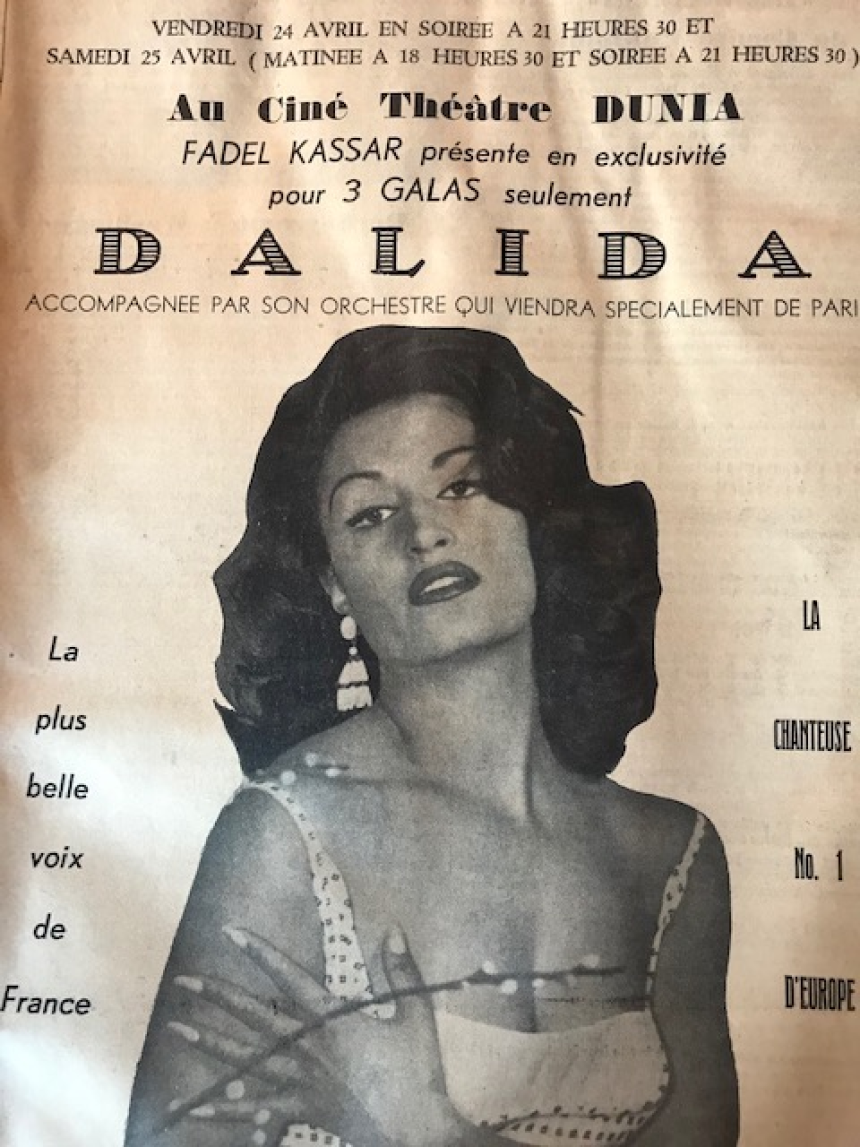 VENDREDI 24 AVRIL EN SOIREE A 21 HEURES 30 ET
SAMEDI 25 AVRIL ( MATINEE A 18 HEURES 30 ET SOIREE A 21 HEURES 30 )
Au Ciné Théâtre DUNIA
FADEL KASSAR présente en exclusivité
pour 3 GALAS seulement
DALIDA
ACCOMPAGNEE PAR SON ORCHESTRE QUI VIENDRA SPECIALEMENT DE PARI
La
plus
belle
voix
de
France
LA
CHANTEUSE
No. 1
D'EUROPE